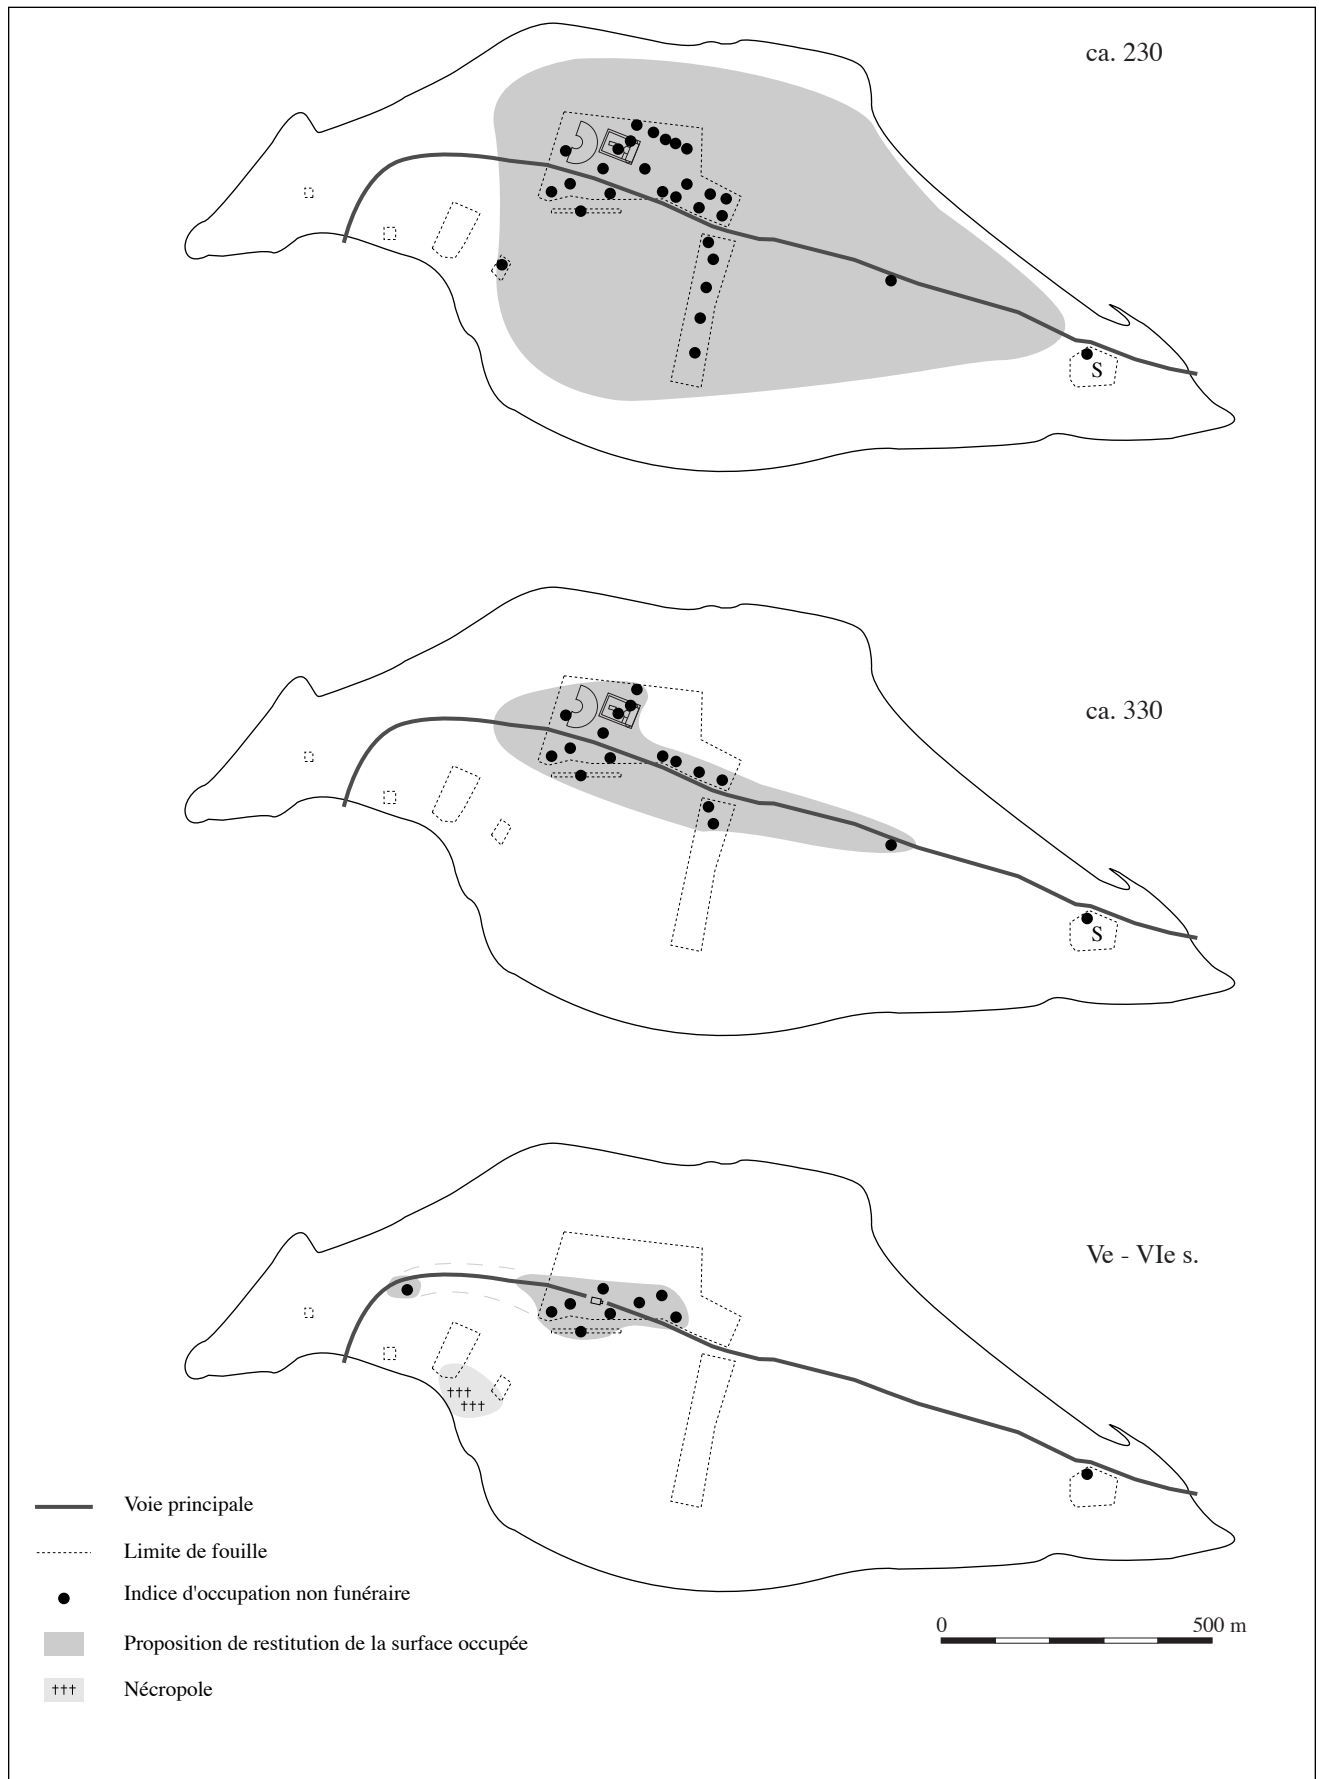 ca. 230
S
ca. 330
S
Ve - VIe s.
†††
†††
Voie principale
Limite de fouille
Indice d'occupation non funéraire
Proposition de restitution de la surface occupée
††† Nécropole
0 500 m